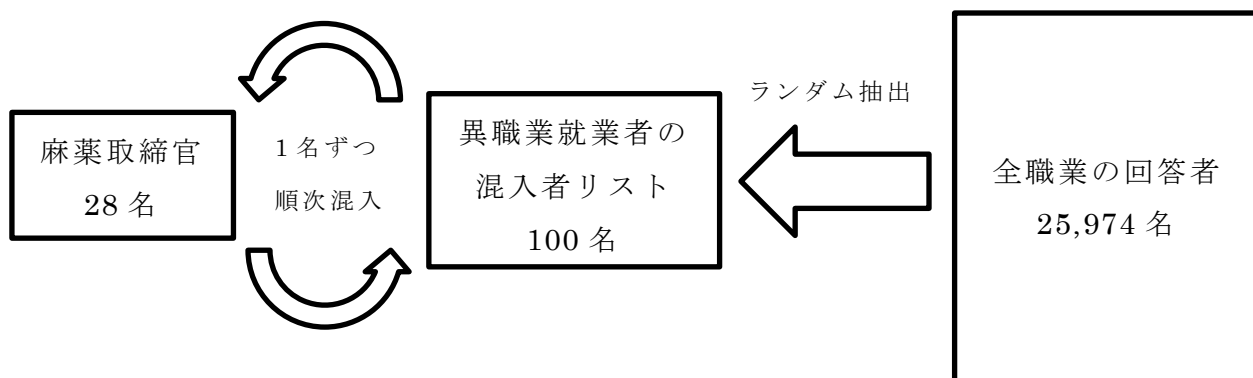 麻薬取締官
28 名
1 名ずつ
順次混入
異職業就業者の
混入者リスト
100 名
ランダム抽出
全職業の回答者
25,974 名